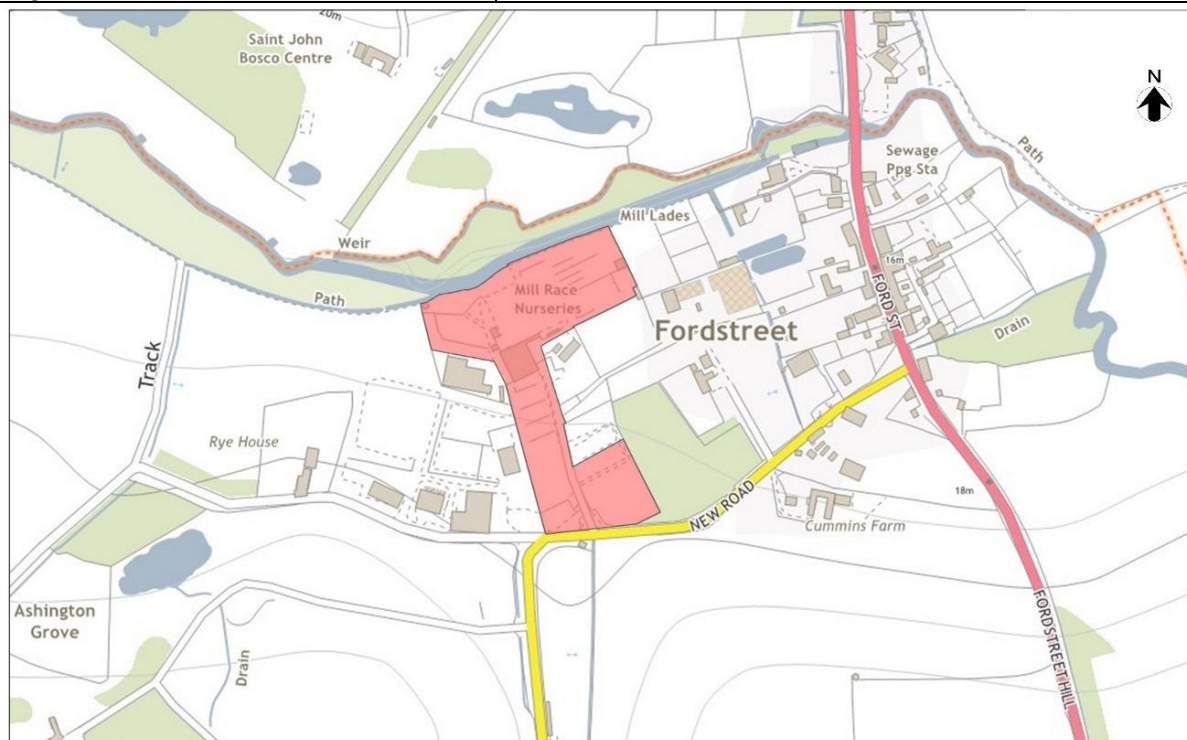 20m
Saint John
Bosco Centre
N
Path
Sewage
Ppg Sta
Mill Lades
Weir
16m
Path
Mill Race
Nurseries
FORD ST
Fordstreet
Drain
Track
Rye House
NEW ROAD
18m
Cummins Farm
Ashington
Grove
FORDSTREET HILL
Drain